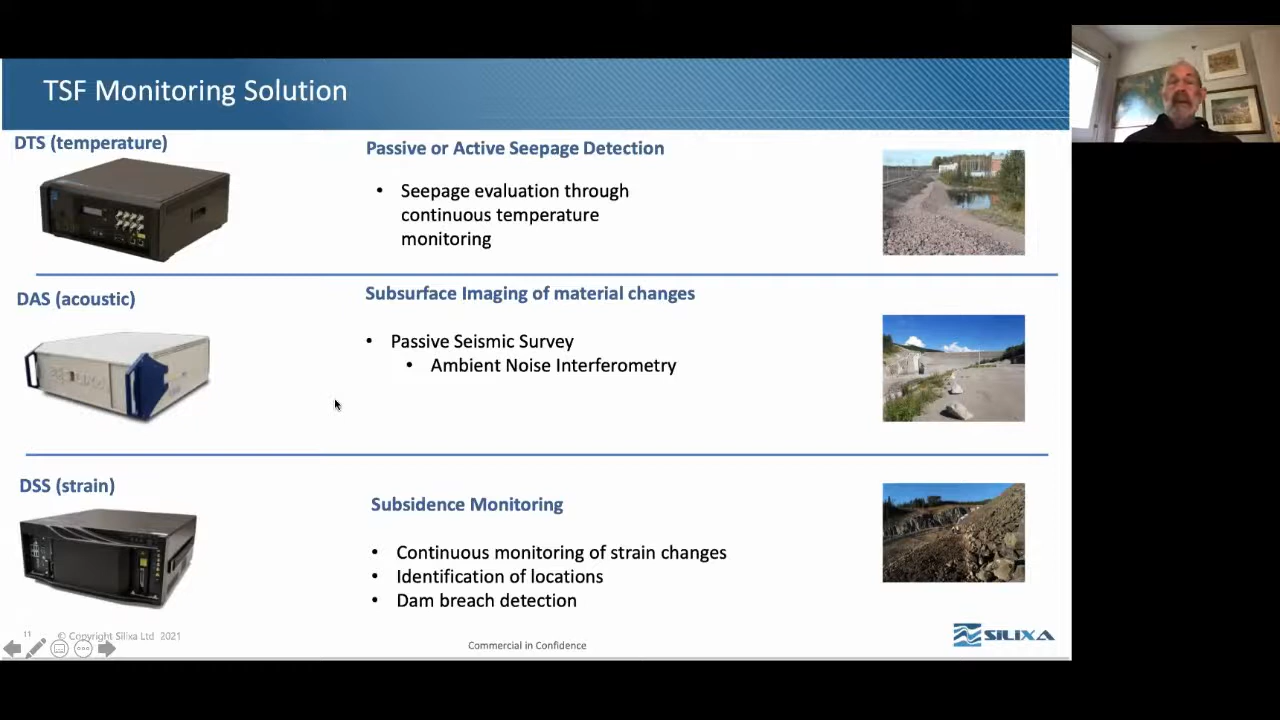 TSF Monitoring Solution
DTS (temperature)
Passive or Active Seepage Detection
• Seepage evaluation through
continuous temperature
monitoring
DAS (acoustic)
Subsurface Imaging of material changes
• Passive Seismic Survey
• Ambient Noise Interferometry
DSS (strain)
Subsidence Monitoring
• Continuous monitoring of strain changes
• Identification of locations
• Dam breach detection
11
© Copyright Silixa Ltd 2021
Commercial in Confidence
SILIXA